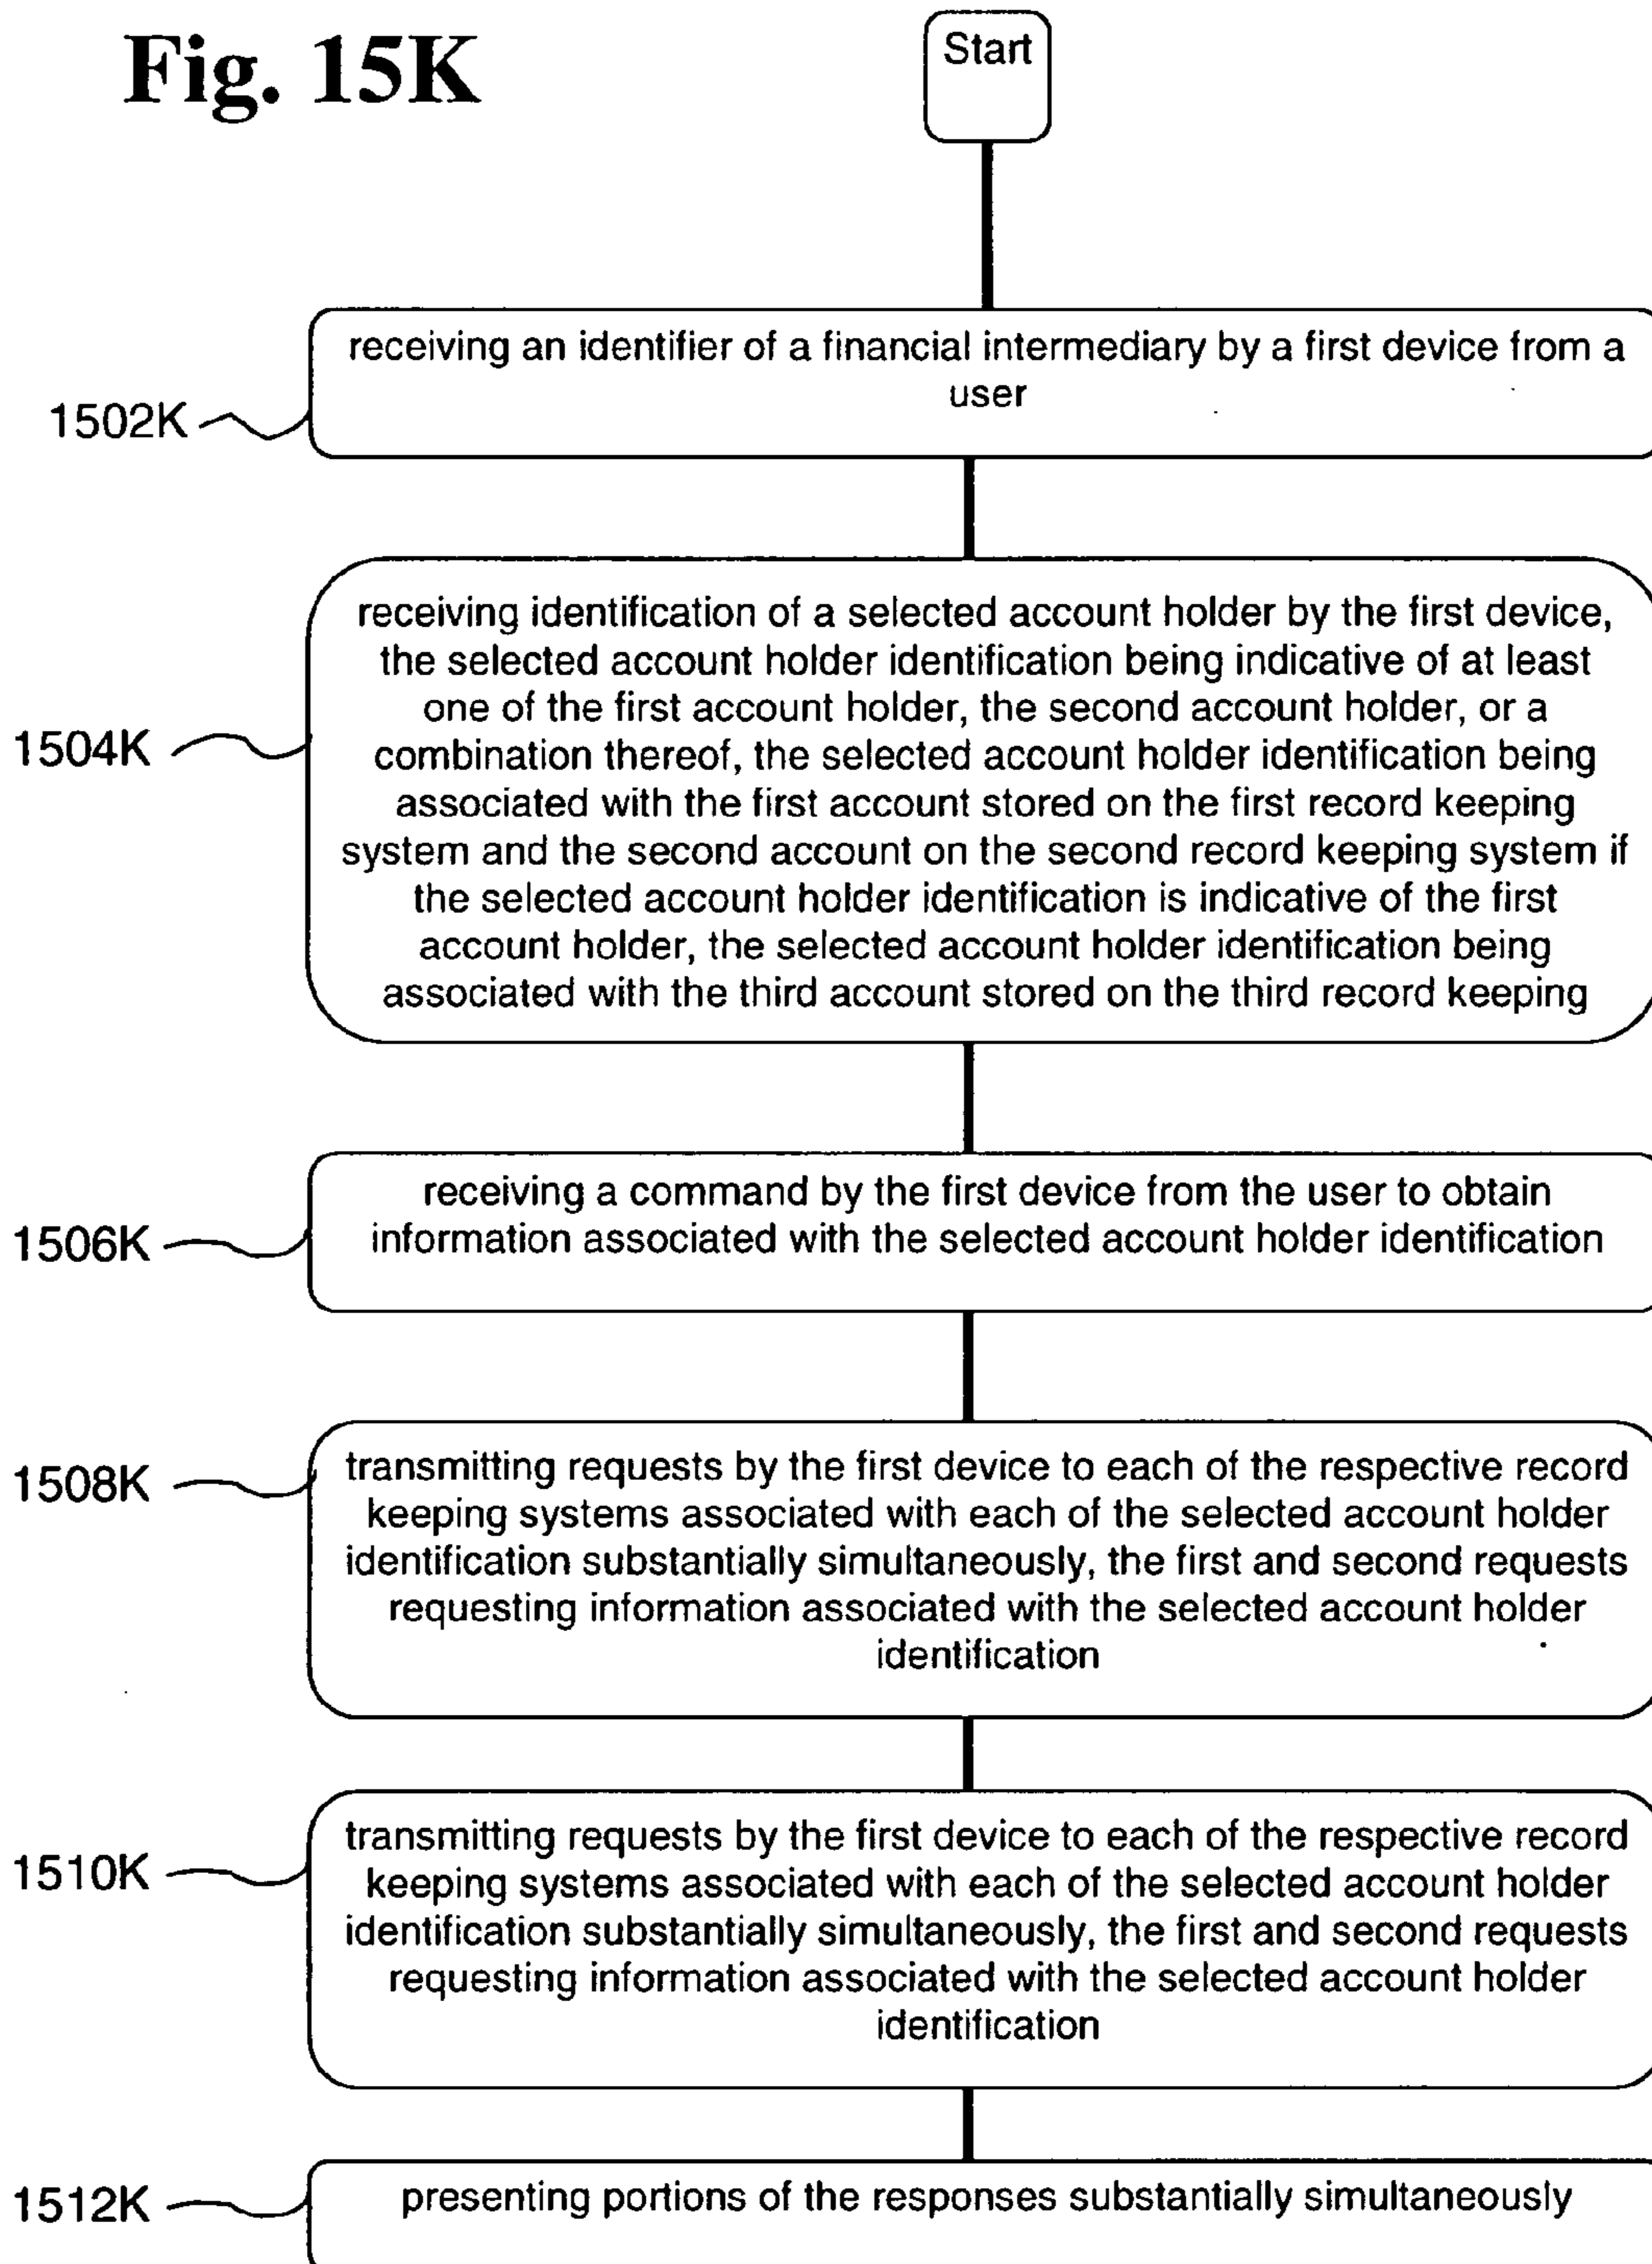 Fig. 15K
Start
receiving an identifier of a financial intermediary by a first device from a
user
1502K
receiving identification of a selected account holder by the first device,
the selected account holder identification being indicative of at least
one of the first account holder, the second account holder, or a
combination thereof, the selected account holder identification being
associated with the first account stored on the first record keeping
system and the second account on the second record keeping system if
the selected account holder identification is indicative of the first
account holder, the selected account holder identification being
associated with the third account stored on the third record keeping
1504K
receiving a command by the first device from the user to obtain
information associated with the selected account holder identification
1506K
transmitting requests by the first device to each of the respective record
keeping systems associated with each of the selected account holder
identification substantially simultaneously, the first and second requests
requesting information associated with the selected account holder
identification
1508K
transmitting requests by the first device to each of the respective record
keeping systems associated with each of the selected account holder
identification substantially simultaneously, the first and second requests
requesting information associated with the selected account holder
identification
1510K
presenting portions of the responses substantially simultaneously
1512K